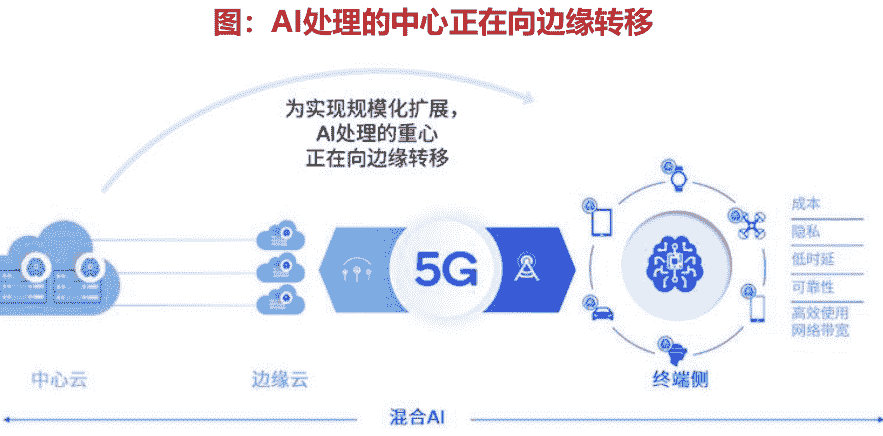 图：AI处理的中心正在向边缘转移
为实现规模化扩展，
AI处理的重心
正在向边缘转移
5G
成本
隐私
低时延
可靠性
高效使用
网络带宽
中心云
边缘云
终端侧
混合AI